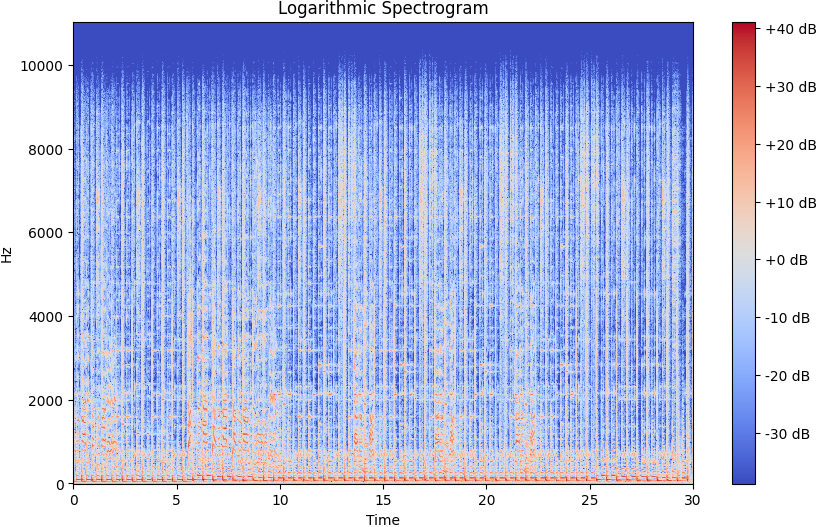 Logarithmic Spectrogram
Hz
10000
8000
6000
4000
2000
0
0 5 10 15 20 25 30
Time
+40 dB
+30 dB
+20 dB
+10 dB
+0 dB
-10 dB
-20 dB
-30 dB